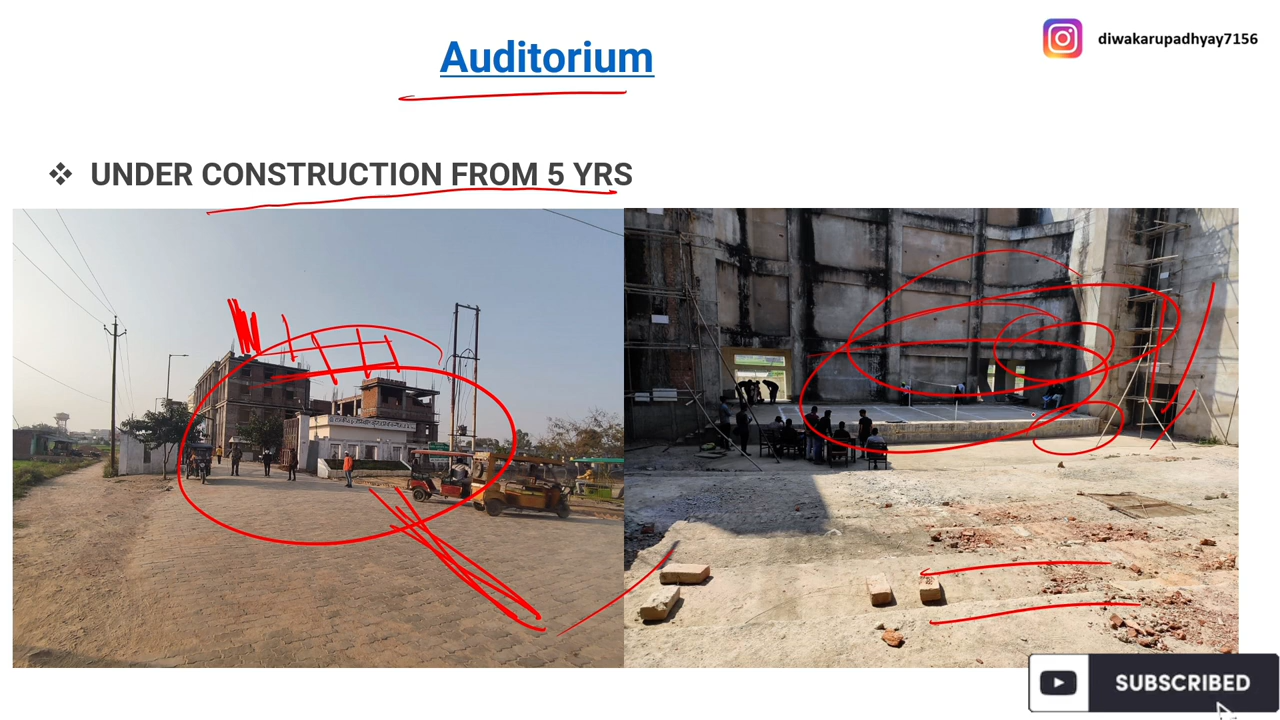 Auditorium
diwakarupadhyay7156
❖ UNDER CONSTRUCTION FROM 5 YRS
SUBSCRIBED